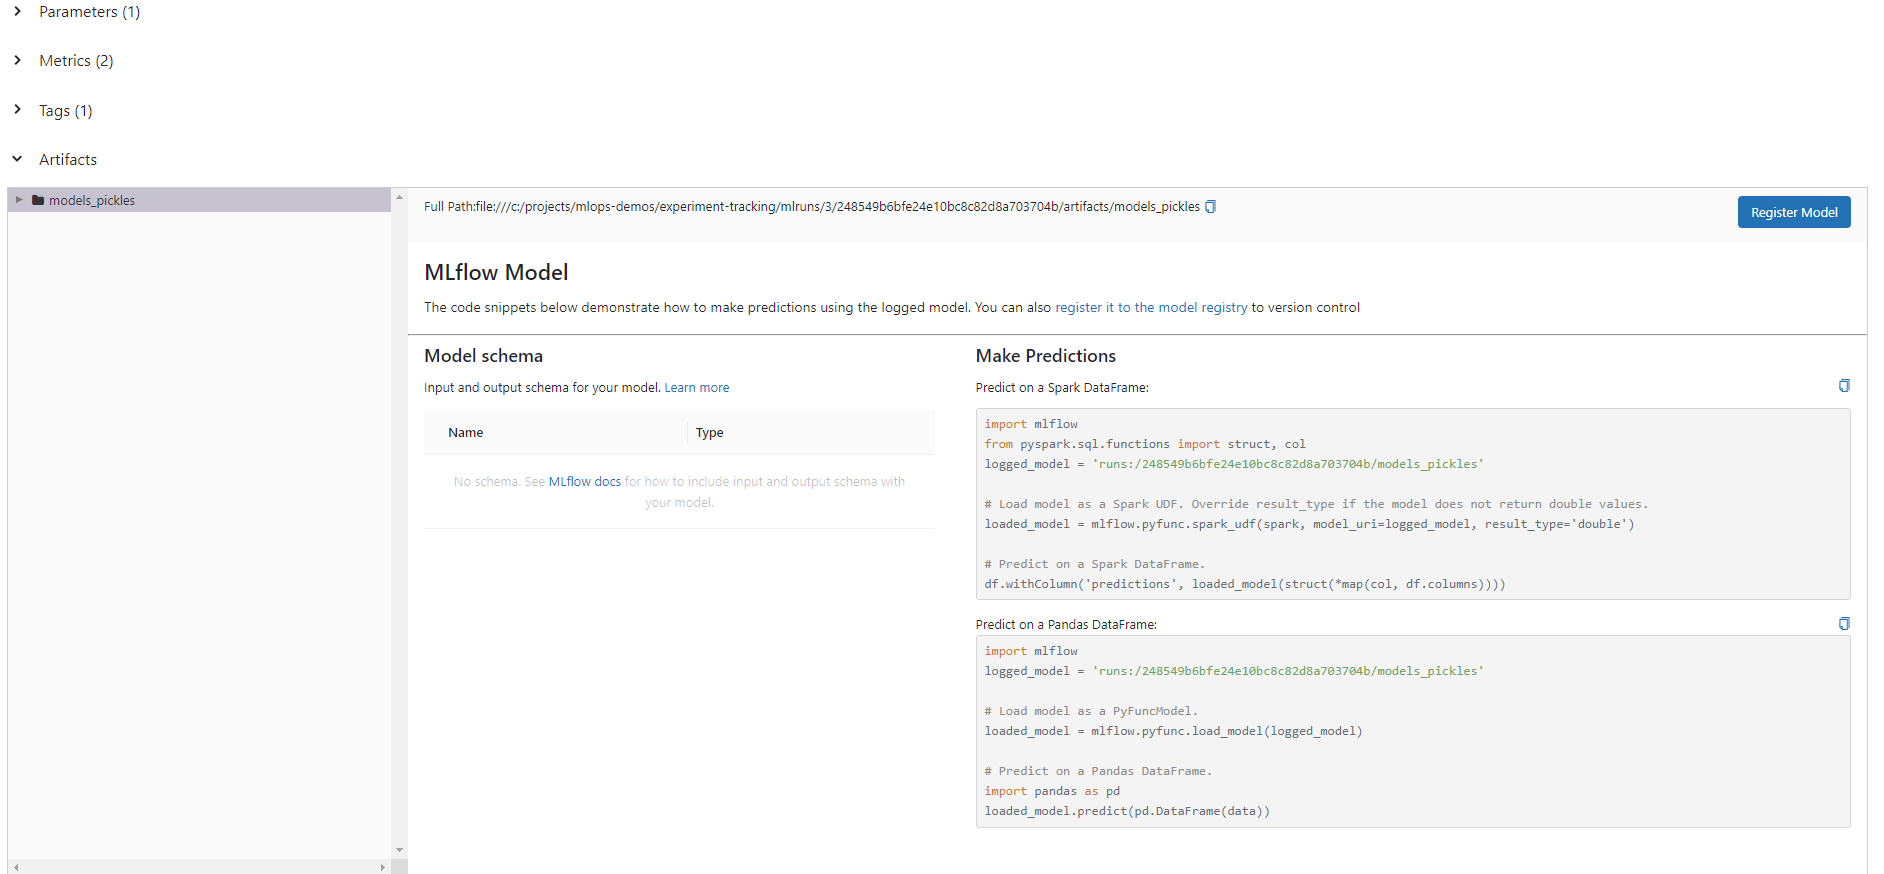 Parameters (1)
Metrics (2)
Tags (1)
Artifacts
models_pickles
Full Path:file:///c:/projects/mlops-demos/experiment-tracking/mlruns/3/248549b6bfe24e10bc8c82d8a703704b/artifacts/models_pickles
Register Model
MLflow Model
The code snippets below demonstrate how to make predictions using the logged model. You can also register it to the model registry to version control
Model schema
Input and output schema for your model. Learn more
Name Type
No schema. See MLflow docs for how to include input and output schema with
your model.
Make Predictions
Predict on a Spark DataFrame:
import mlflow
from pyspark.sql.functions import struct, col
logged_model = 'runs:/248549b6bfe24e10bc8c82d8a703704b/models_pickles'
# Load model as a Spark UDF. Override result_type if the model does not return double values.
loaded_model = mlflow.pyfunc.spark_udf(spark, model_uri=logged_model, result_type='double')
# Predict on a Spark DataFrame.
df.withColumn('predictions', loaded_model(struct(*map(col, df.columns))))
Predict on a Pandas DataFrame:
import mlflow
logged_model = 'runs:/248549b6bfe24e10bc8c82d8a703704b/models_pickles'
# Load model as a PyFuncModel.
loaded_model = mlflow.pyfunc.load_model(logged_model)
# Predict on a Pandas DataFrame.
import pandas as pd
loaded_model.predict(pd.DataFrame(data))